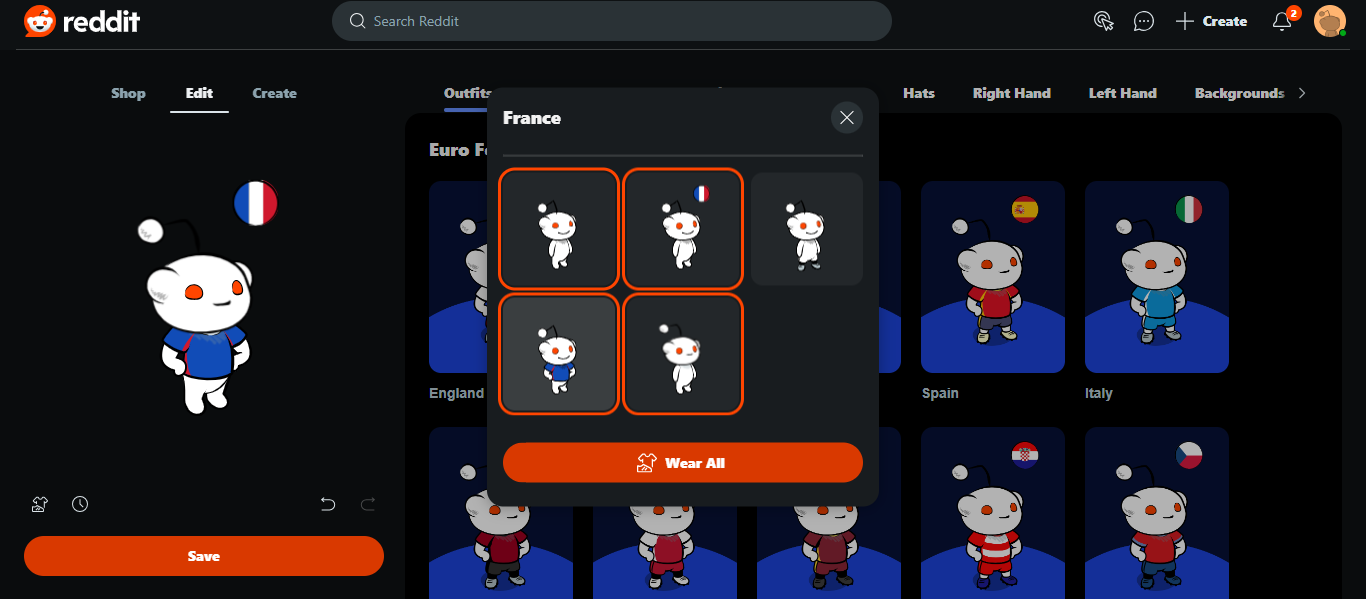 reddit
Search Reddit
Create
2
Shop
Edit
Create
Outfits
Hats
Right Hand
Left Hand
Backgrounds
France
Euro
England
Spain
Italy
Wear All
Save